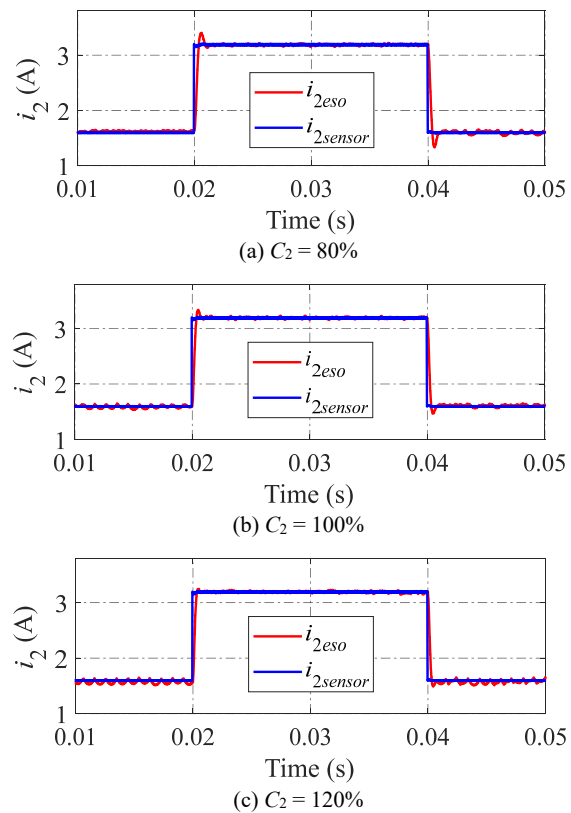 i2 (A)
3
2
1
i2eso
i2sensor
0.01 0.02 0.03 0.04 0.05
Time (s)
(a) C2 = 80%
i2 (A)
3
2
1
i2eso
i2sensor
0.01 0.02 0.03 0.04 0.05
Time (s)
(b) C2 = 100%
i2 (A)
3
2
1
i2eso
i2sensor
0.01 0.02 0.03 0.04 0.05
Time (s)
(c) C2 = 120%